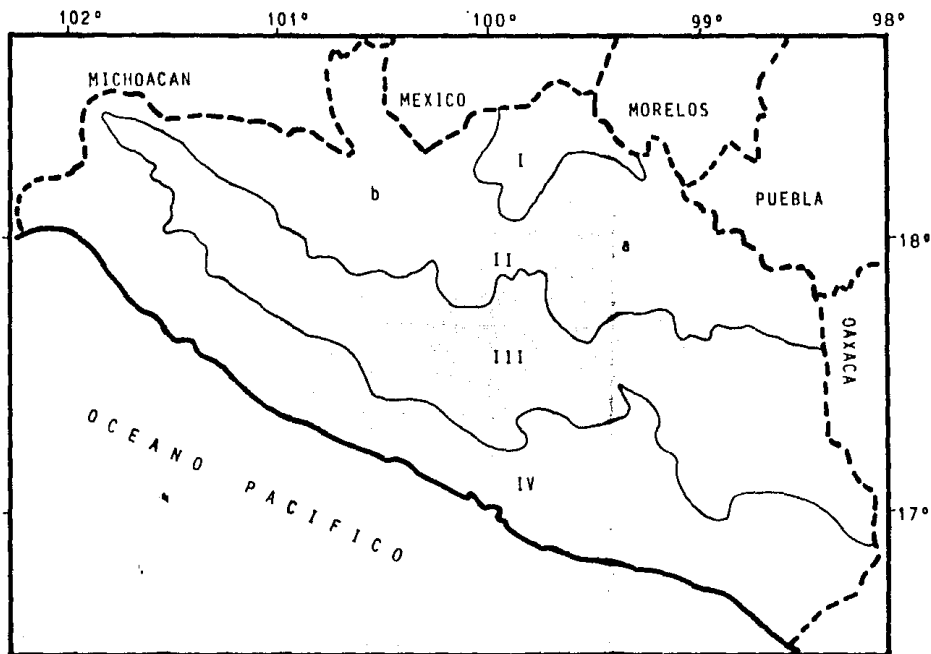 102° 101° 100° 99° 98°
MICHOACAN
MEXICO
MORELOS
I
b
PUEBLA
18°
a
II
OAXACA
III
IV
17°
OCEANO PACIFICO